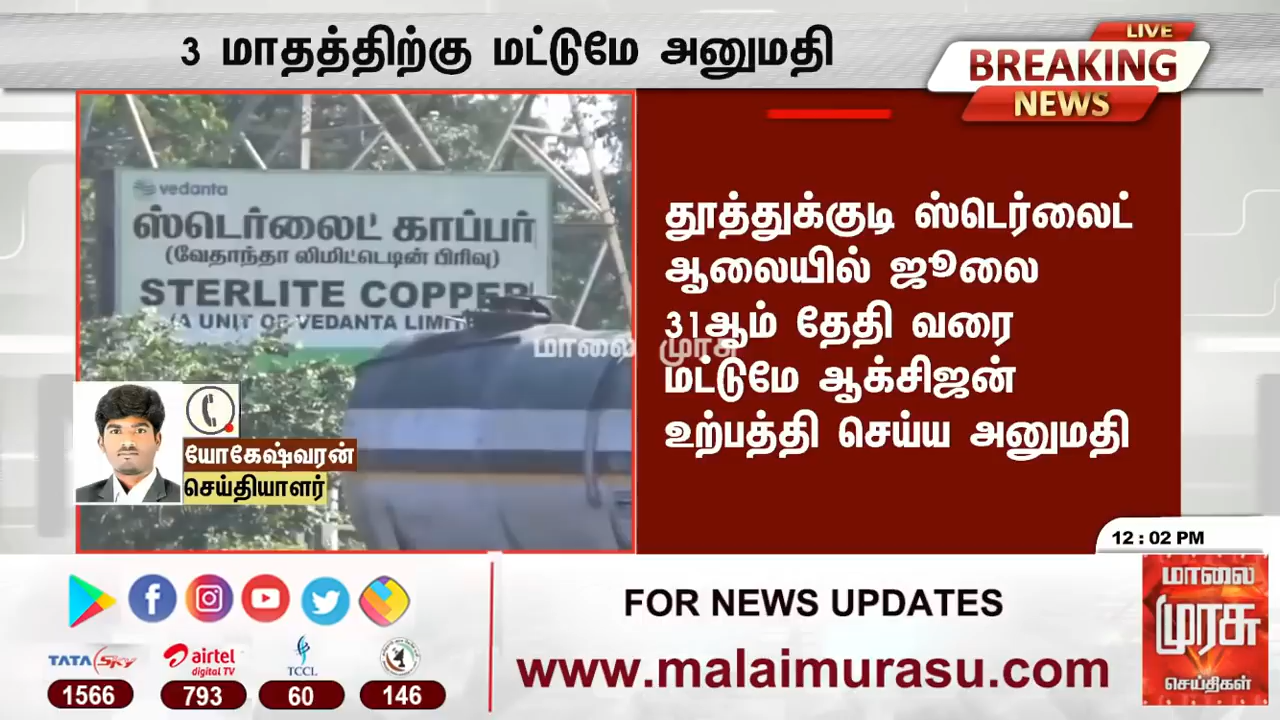 3 மாதத்திற்கு மட்டுமே அனுமதி
LIVE
BREAKING
NEWS
vedanta
ஸ்டெர்லைட் காப்பர்
(வேதாந்தா லிமிட்டெடின் பிரிவு)
STERLITE COPPER
(A UNIT OF VEDANTA LIMITE
தூத்துக்குடி ஸ்டெர்லைட்
ஆலையில் ஜூலை
31ஆம் தேதி வரை
மட்டுமே ஆக்சிஜன்
உற்பத்தி செய்ய அனுமதி
மாலை முரசு
யோகேஷ்வரன்
செய்தியாளர்
12 : 02 PM
FOR NEWS UPDATES
www.malaimurasu.com
TATA Sky
1566
airtel
digital TV
793
TCCL
60
146
மாலை
முரசு
செய்திகள்